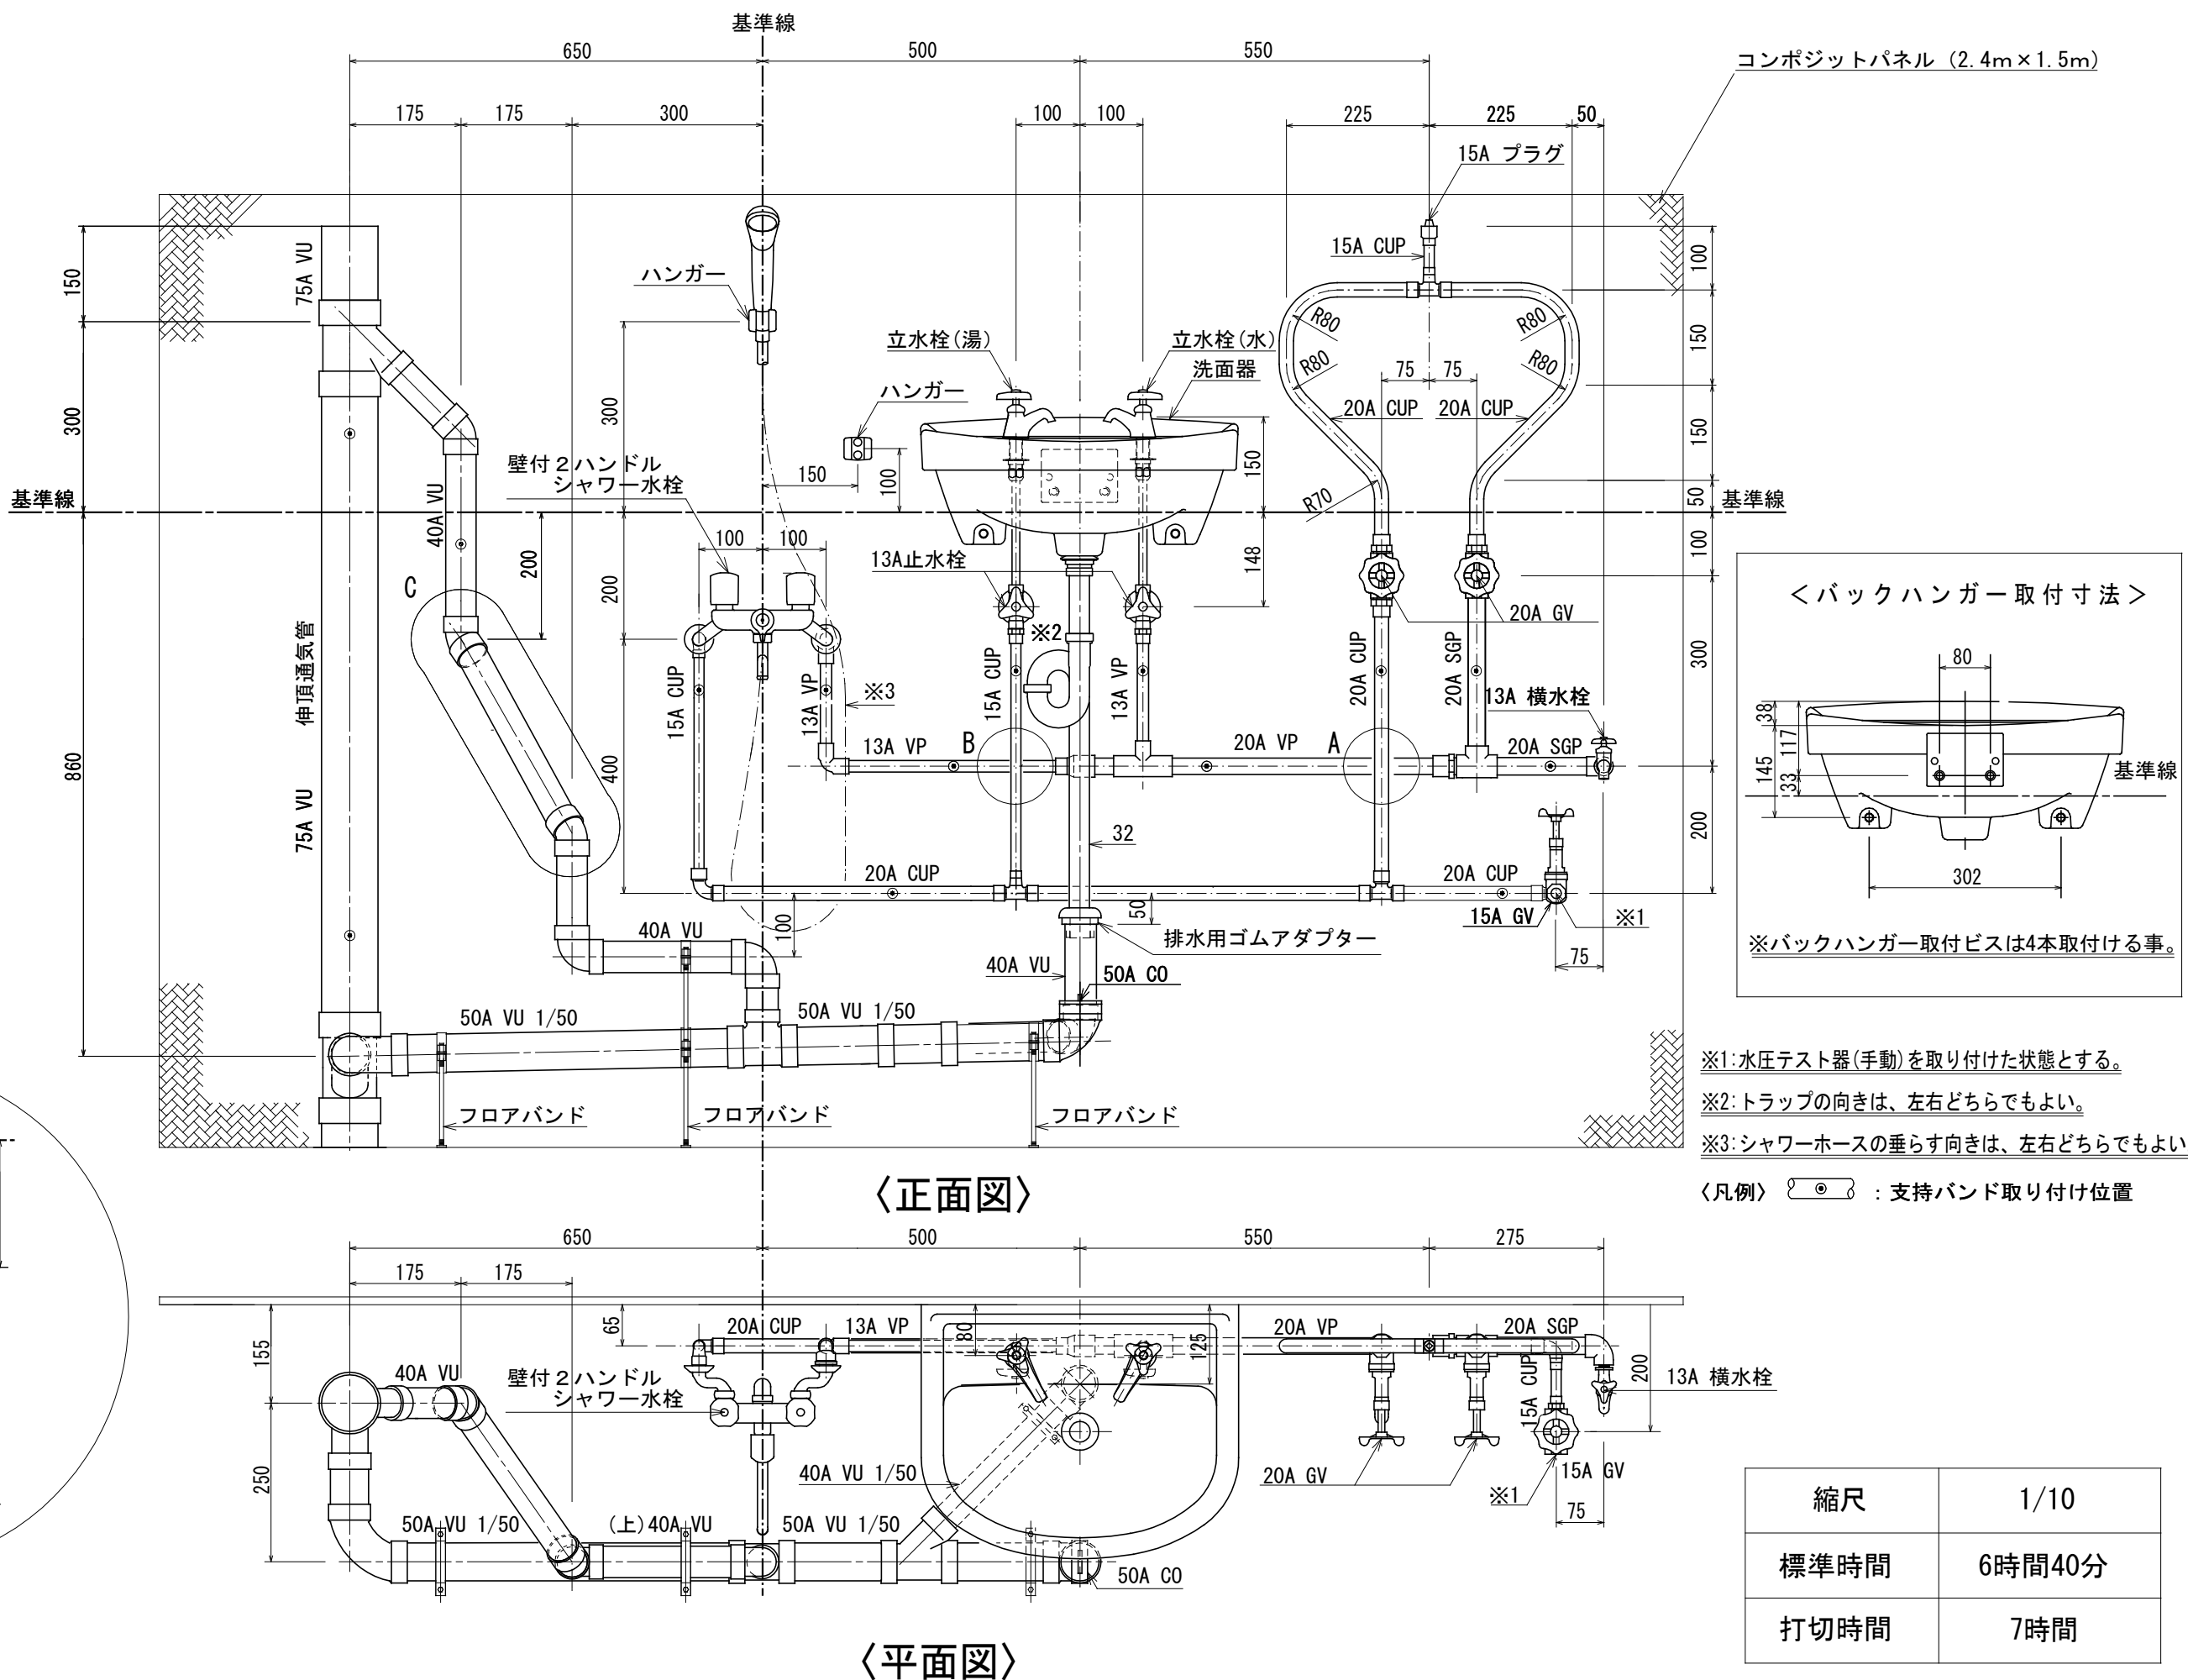 基準線
650
500
550
コンポジットパネル (2.4m×1.5m)
175
175
300
100
100
225
225
50
15A プラグ
15A CUP
ハンガー
75A VU
150
立水栓(湯)
立水栓(水)
洗面器
R80
R80
R80
R80
75
75
100
150
300
300
ハンガー
20A CUP
20A CUP
150
壁付2ハンドル
シャワー水栓
150
100
150
R70
50
基準線
基準線
40A VU
200
200
100
100
13A止水栓
148
100
C
20A GV
※2
伸頂通気管
15A CUP
13A VP
※3
15A CUP
13A VP
20A CUP
20A SGP
300
13A 横水栓
860
400
13A VP
B
20A VP
A
20A SGP
75A VU
32
200
20A CUP
20A CUP
50
15A GV
※1
100
40A VU
排水用ゴムアダプター
75
40A VU
50A CO
50A VU 1/50
50A VU 1/50
フロアバンド
フロアバンド
フロアバンド
〈正面図〉
<バックハンガー取付寸法>
80
38
117
145
33
基準線
302
※バックハンガー取付ビスは4本取付ける事。
※1:水圧テスト器(手動)を取り付けた状態とする。
※2:トラップの向きは、左右どちらでもよい。
※3:シャワーホースの垂らす向きは、左右どちらでもよい
〈凡例〉 : 支持バンド取り付け位置
650
500
550
275
175
175
155
65
20A CUP
13A VP
80
125
20A VP
20A SGP
200
40A VU
壁付2ハンドル
シャワー水栓
15A CUP
13A 横水栓
250
40A VU 1/50
20A GV
15A GV
※1
75
50A VU 1/50
(上)40A VU
50A VU 1/50
50A CO
〈平面図〉
縮尺 1/10
標準時間 6時間40分
打切時間 7時間